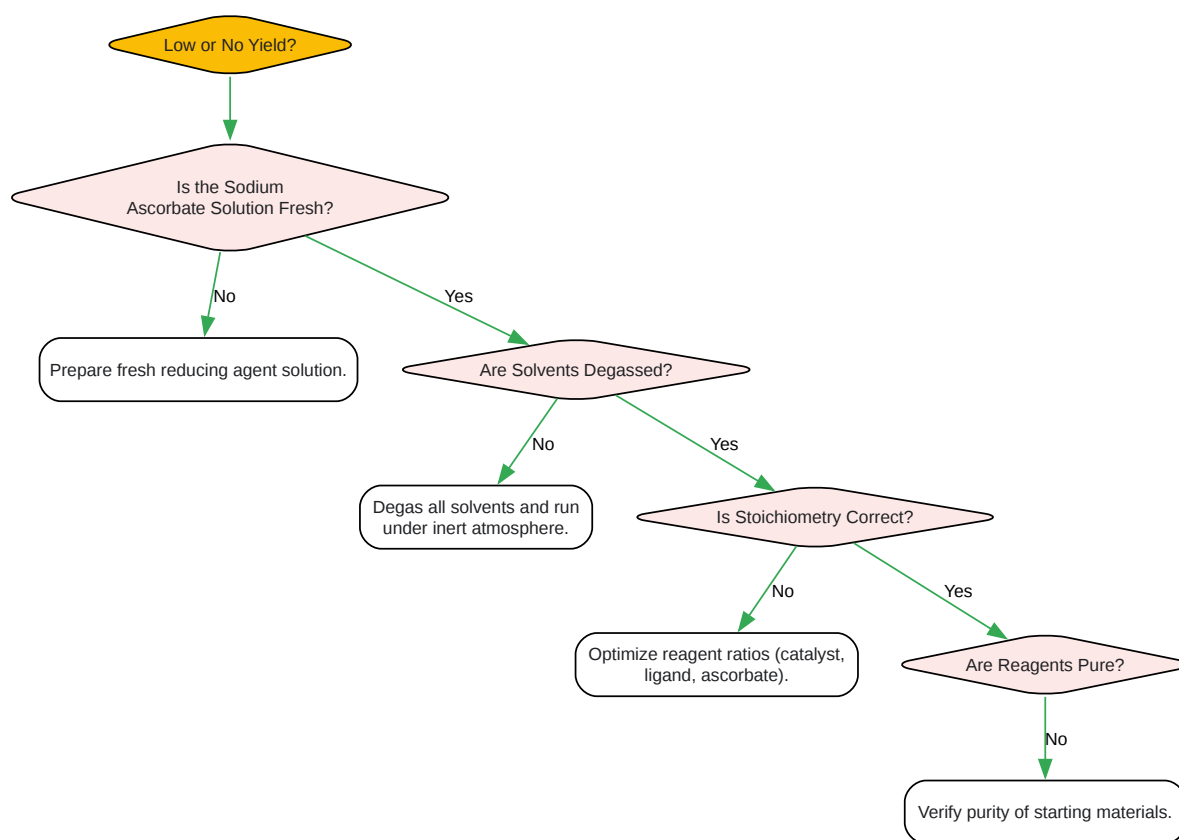 Low or No Yield?
Is the Sodium
Ascorbate Solution Fresh?
No
Yes
Prepare fresh reducing agent solution.
Are Solvents Degassed?
No
Yes
Degas all solvents and run
under inert atmosphere.
Is Stoichiometry Correct?
No
Yes
Optimize reagent ratios (catalyst,
ligand, ascorbate).
Are Reagents Pure?
No
Verify purity of starting materials.